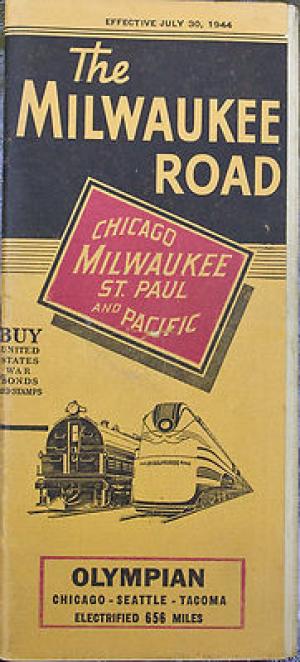 EFFECTIVE JULY 30, 1944
The
MILWAUKEE
ROAD
CHICAGO
MILWAUKEE
ST. PAUL
AND PACIFIC
BUY
UNITED
STATES
WAR
BONDS
AND STAMPS
OLYMPIAN
CHICAGO - SEATTLE - TACOMA
ELECTRIFIED 656 MILES